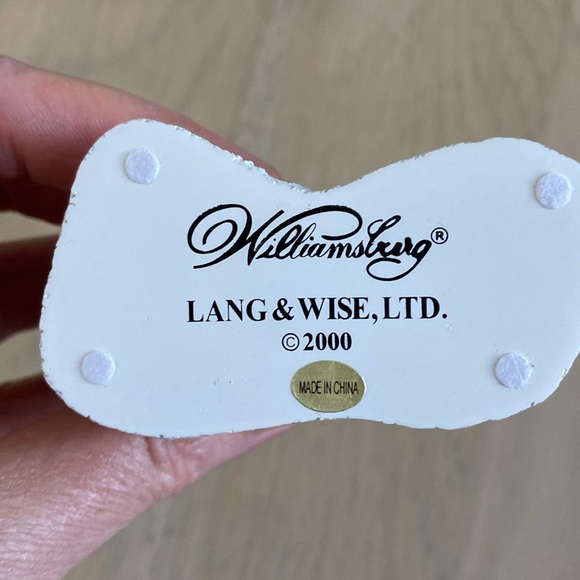 Williamsburg®
LANG & WISE, LTD.
© 2000
MADE IN CHINA